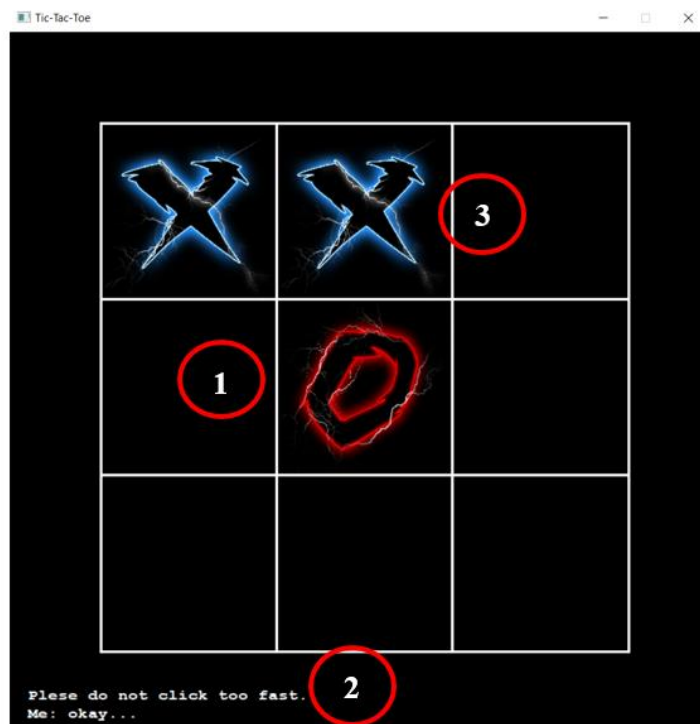 Tic-Tac-Toe
X X
3
1
O
2
Plese do not click too fast.
Me: okay...